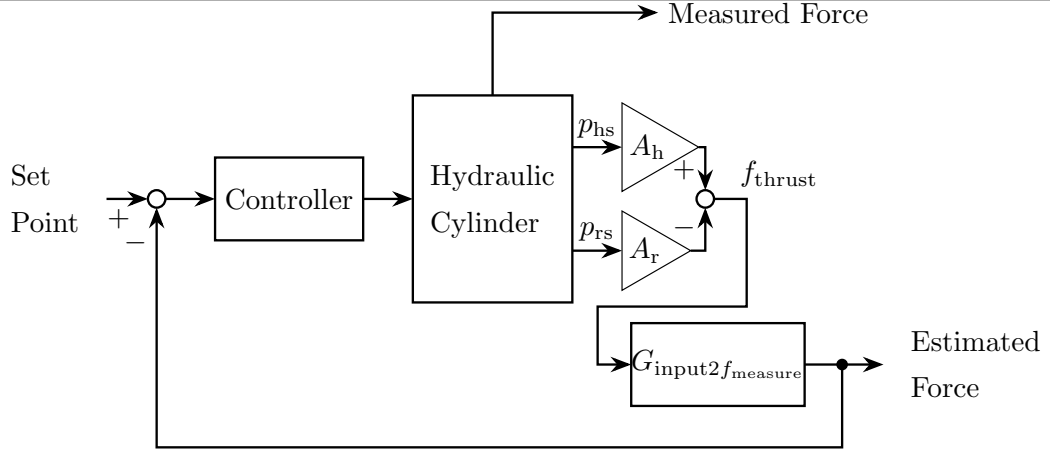 Measured Force
Set
Point
+
−
Controller
Hydraulic
Cylinder
p_hs
A_h
+
f_thrust
p_rs
A_r
−
G_input2f_measure
Estimated
Force